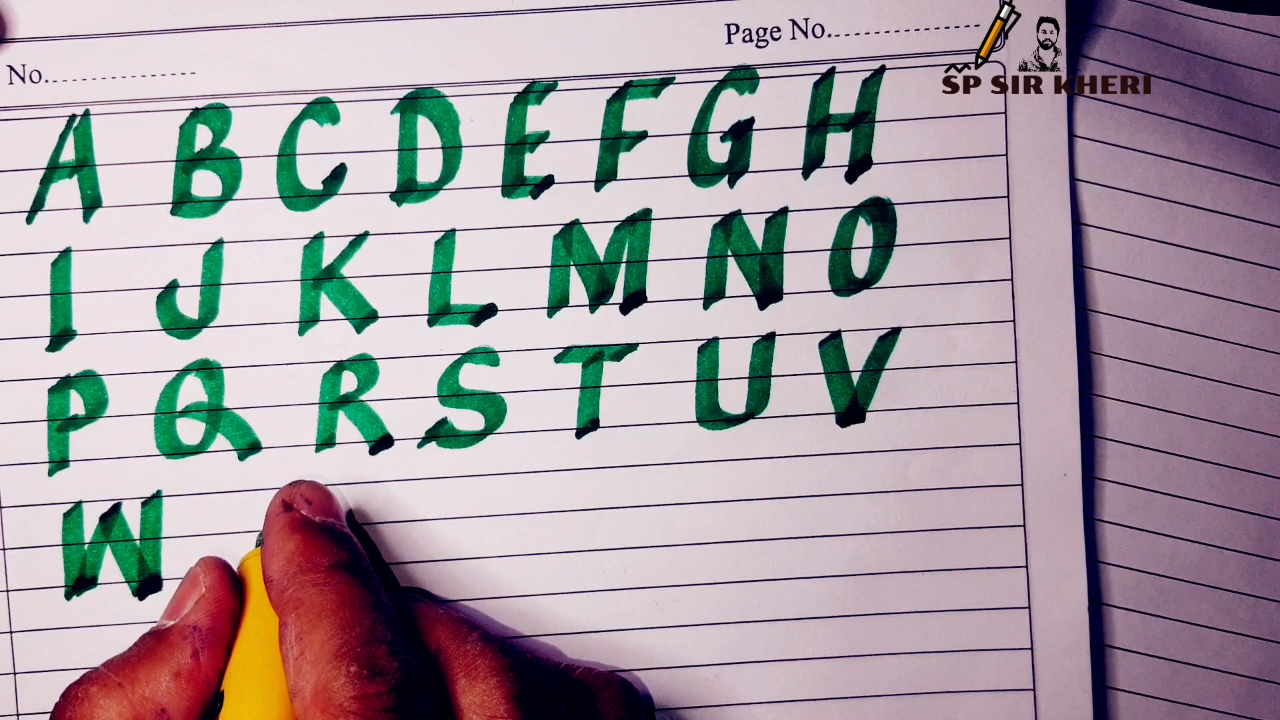 Page No.
No.
SP SIR KHERI
A B C D E F G H
I J K L M N O
P Q R S T U V
W